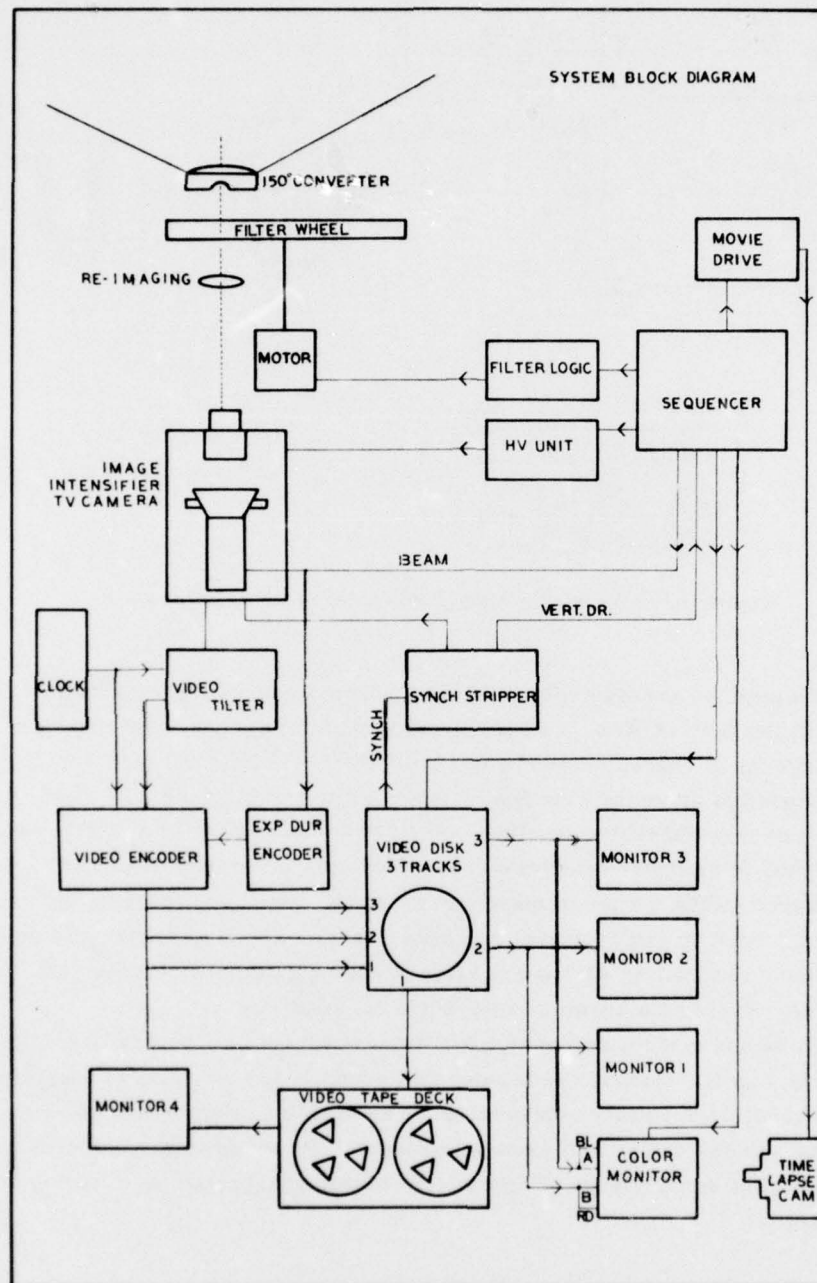 SYSTEM BLOCK DIAGRAM
150° CONVERTER
FILTER WHEEL
RE-IMAGING
MOTOR
FILTER LOGIC
HV UNIT
MOVIE
DRIVE
SEQUENCER
IMAGE
INTENSIFIER
TV CAMERA
BEAM
VERT. DR.
CLOCK
VIDEO
TILTER
SYNCH STRIPPER
SYNCH
VIDEO ENCODER
EXP DUR
ENCODER
VIDEO DISK
3 TRACKS
3
3
2
2
1
1
MONITOR 3
MONITOR 2
MONITOR 1
MONITOR 4
VIDEO TAPE DECK
BL
A
B
RD
COLOR
MONITOR
TIME
LAPSE
CAM